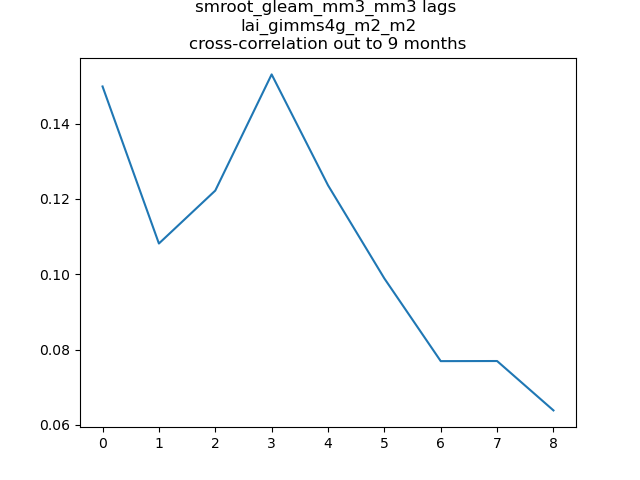 smroot_gleam_mm3_mm3 lags
lai_gimms4g_m2_m2
cross-correlation out to 9 months
0.14
0.12
0.10
0.08
0.06
0 1 2 3 4 5 6 7 8